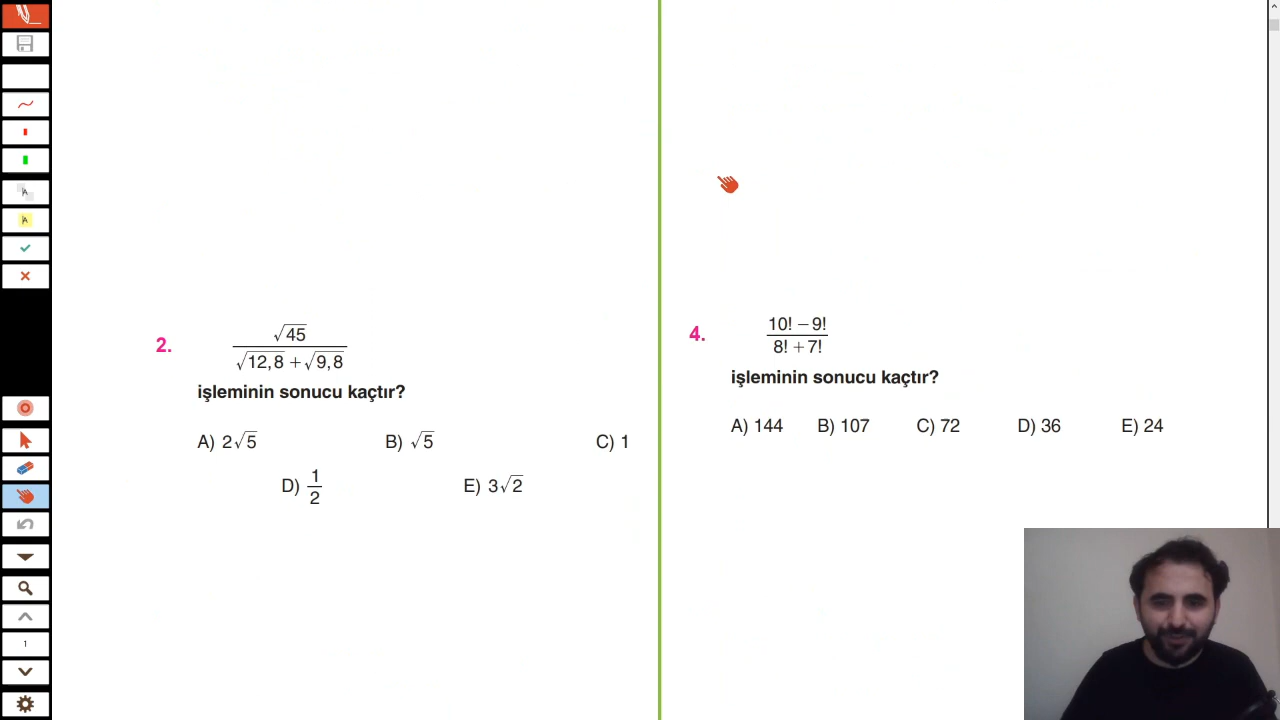 2. √45 / (√12,8 + √9,8)
işleminin sonucu kaçtır?
A) 2√5 B) √5 C) 1
D) 1/2 E) 3√2
4. (10! − 9!) / (8! + 7!)
işleminin sonucu kaçtır?
A) 144 B) 107 C) 72 D) 36 E) 24
A
A
1